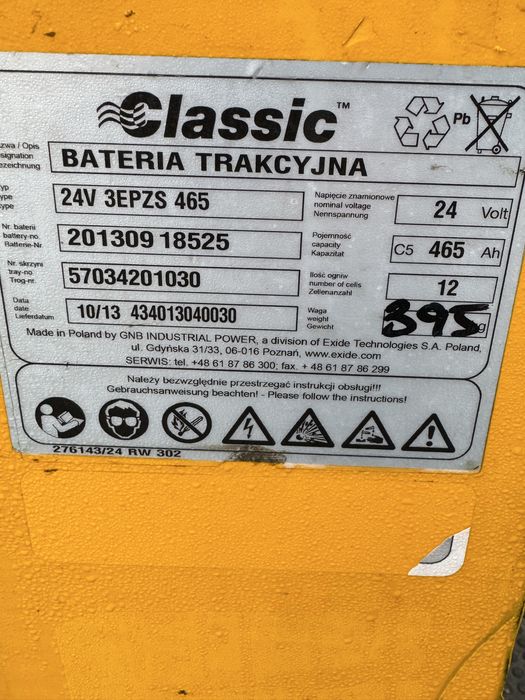 Classic™
Pb
zwa / Opis
signation
ezeichnung
BATERIA TRAKCYJNA
yp
ype
ype
24V 3EPZS 465
Napięcie znamionowe
nominal voltage
Nennspannung
24 Volt
Nr. baterii
battery-no.
Batterie-Nr.
201309 18525
Pojemność
capacity
Kapazität
C5 465 Ah
Nr. skrzyni
tray-no.
Trog-nr.
57034201030
Ilość ogniw
number of cells
Zellenanzahl
12
Data
date
Lieferdatum
10/13 434013040030
Waga
weight
Gewicht
395
Made in Poland by GNB INDUSTRIAL POWER, a division of Exide Technologies S.A. Poland,
ul. Gdyńska 31/33, 06-016 Poznań, www.exide.com
SERWIS: tel. +48 61 87 86 300; fax. + 48 61 87 86 299
Należy bezwzględnie przestrzegać instrukcji obsługi!!!
Gebrauchsanweisung beachten! - Please follow the instructions!
276143/24 RW 302